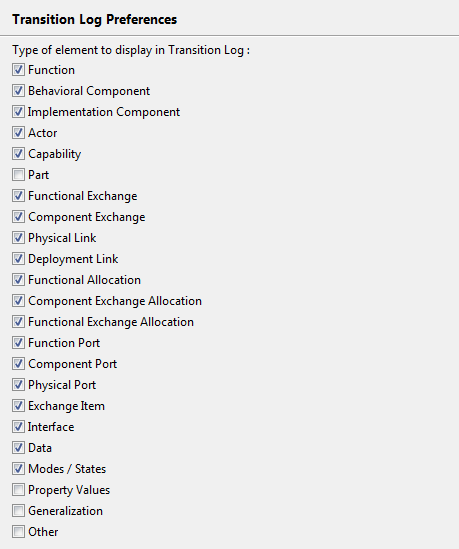 Transition Log Preferences
Type of element to display in Transition Log :
Function
Behavioral Component
Implementation Component
Actor
Capability
Part
Functional Exchange
Component Exchange
Physical Link
Deployment Link
Functional Allocation
Component Exchange Allocation
Functional Exchange Allocation
Function Port
Component Port
Physical Port
Exchange Item
Interface
Data
Modes / States
Property Values
Generalization
Other